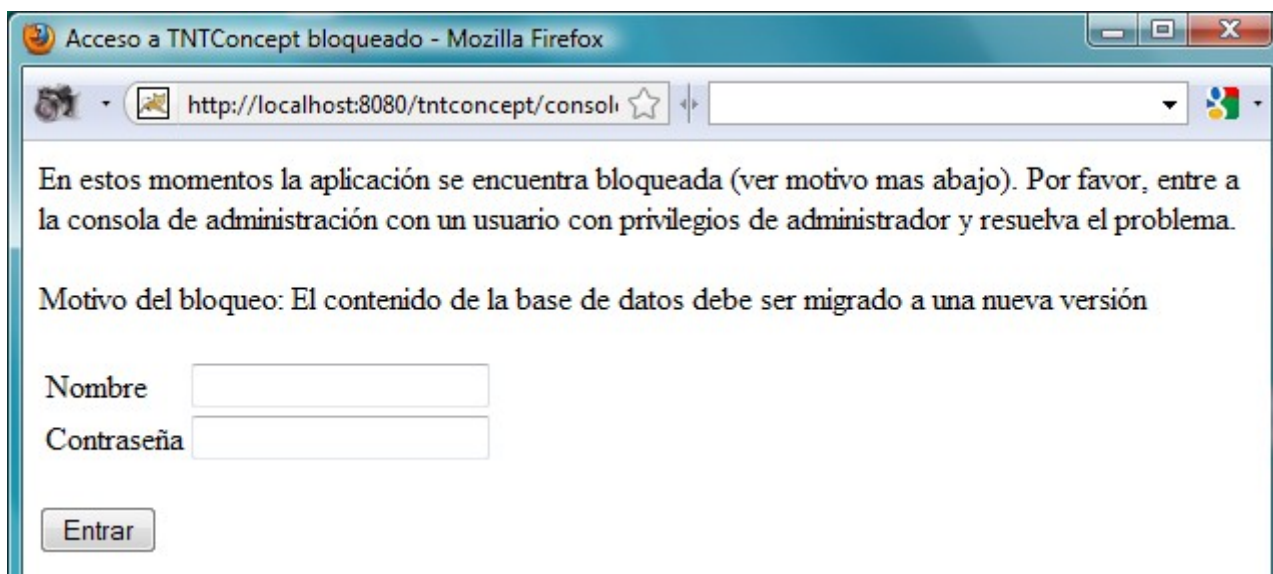 Acceso a TNTConcept bloqueado - Mozilla Firefox
http://localhost:8080/tntconcept/consol
En estos momentos la aplicación se encuentra bloqueada (ver motivo mas abajo). Por favor, entre a
la consola de administración con un usuario con privilegios de administrador y resuelva el problema.
Motivo del bloqueo: El contenido de la base de datos debe ser migrado a una nueva versión
Nombre
Contraseña
Entrar